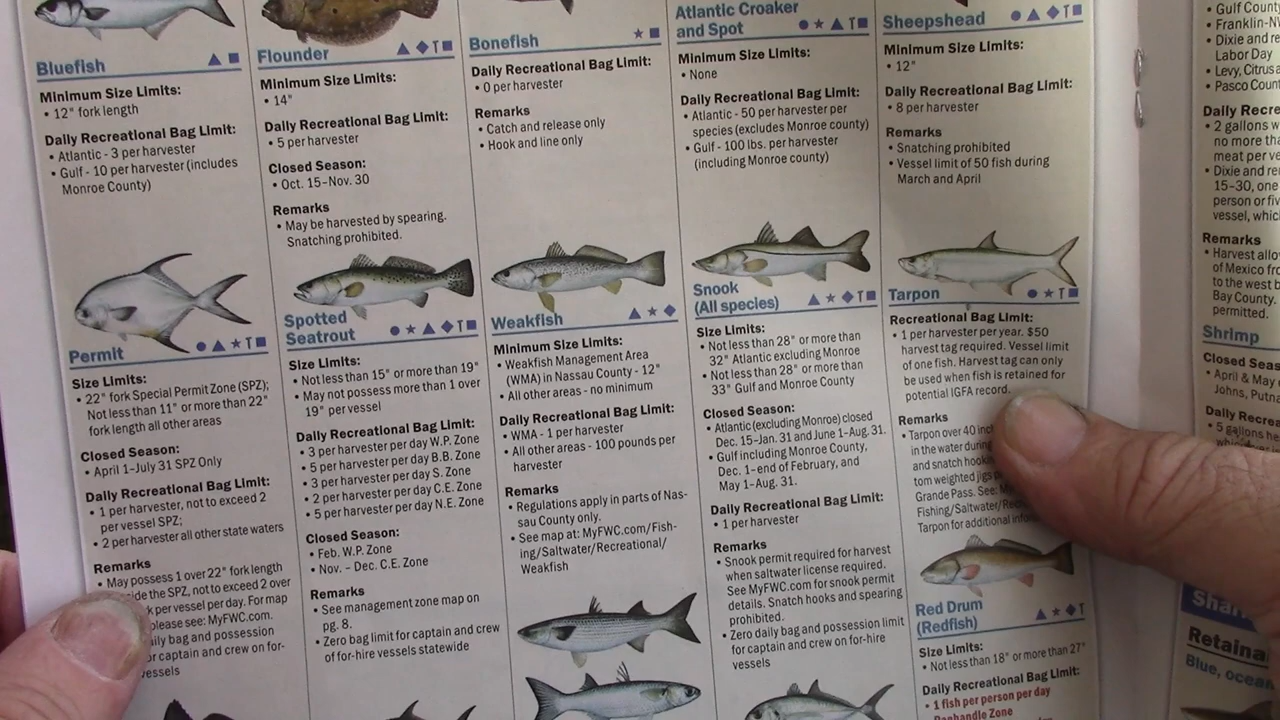 Bluefish
Minimum Size Limits:
• 12" fork length
Daily Recreational Bag Limit:
• Atlantic - 3 per harvester
• Gulf - 10 per harvester (includes
Monroe County)
Flounder
Minimum Size Limits:
• 14"
Daily Recreational Bag Limit:
• 5 per harvester
Closed Season:
• Oct. 15–Nov. 30
Remarks
• May be harvested by spearing.
Snatching prohibited.
Bonefish
Daily Recreational Bag Limit:
• 0 per harvester
Remarks
• Catch and release only
• Hook and line only
Atlantic Croaker
and Spot
Minimum Size Limits:
• None
Daily Recreational Bag Limit:
• Atlantic - 50 per harvester per
species (excludes Monroe county)
• Gulf - 100 lbs. per harvester
(including Monroe county)
Sheepshead
Minimum Size Limits:
• 12"
Daily Recreational Bag Limit:
• 8 per harvester
Remarks
• Snatching prohibited
• Vessel limit of 50 fish during
March and April
Permit
Size Limits:
• 22" fork Special Permit Zone (SPZ);
Not less than 11" or more than 22"
fork length all other areas
Closed Season:
• April 1–July 31 SPZ Only
Daily Recreational Bag Limit:
• 1 per harvester, not to exceed 2
per vessel SPZ;
• 2 per harvester all other state waters
Remarks
• May possess 1 over 22" fork length
the SPZ, not to exceed 2 over
per vessel per day. For map
please see: MyFWC.com.
bag and possession
captain and crew on for-
vessels
Spotted
Seatrout
Size Limits:
• Not less than 15" or more than 19"
• May not possess more than 1 over
19" per vessel
Daily Recreational Bag Limit:
• 3 per harvester per day W.P. Zone
• 5 per harvester per day B.B. Zone
• 3 per harvester per day S. Zone
• 2 per harvester per day C.E. Zone
• 5 per harvester per day N.E. Zone
Closed Season:
• Feb. W.P. Zone
• Nov. – Dec. C.E. Zone
Remarks
• See management zone map on
pg. 8.
• Zero bag limit for captain and crew
of for-hire vessels statewide
Weakfish
Minimum Size Limits:
• Weakfish Management Area
(WMA) in Nassau County - 12"
• All other areas - no minimum
Daily Recreational Bag Limit:
• WMA - 1 per harvester
• All other areas - 100 pounds per
harvester
Remarks
• Regulations apply in parts of Nas-
sau County only.
• See map at: MyFWC.com/Fish-
ing/Saltwater/Recreational/
Weakfish
Snook
(All species)
Size Limits:
• Not less than 28" or more than
32" Atlantic excluding Monroe
• Not less than 28" or more than
33" Gulf and Monroe County
Closed Season:
• Atlantic (excluding Monroe) closed
Dec. 15–Jan. 31 and June 1–Aug. 31.
• Gulf including Monroe County,
Dec. 1–end of February, and
May 1–Aug. 31.
Daily Recreational Bag Limit:
• 1 per harvester
Remarks
• Snook permit required for harvest
when saltwater license required.
See MyFWC.com for snook permit
details. Snatch hooks and spearing
prohibited.
• Zero daily bag and possession limit
for captain and crew on for-hire
vessels
Tarpon
Recreational Bag Limit:
• 1 per harvester per year. $50
harvest tag required. Vessel limit
of one fish. Harvest tag can only
be used when fish is retained for
potential IGFA record.
Remarks
• Tarpon over 40
in the water during
and snatch
tom weighted jigs
Grande Pass. See:
Fishing/Saltwater/
Tarpon for additional
Red Drum
(Redfish)
Size Limits:
• Not less than 18" or more than 27"
Daily Recreational Bag Limit:
• 1 fish per person per day
Panhandle Zone
• Gulf County
• Dixie and
Labor Day
• Levy,
• Pasco
Daily
• 2 gallons
no more
meat per
• Dixie and
15–30, one
person or
vessel,
Remarks
• Harvest
of Mexico
to the west
Bay County.
permitted.
Shrimp
Closed
• April & May
Johns,
Daily
• 5 gallons
Blue,